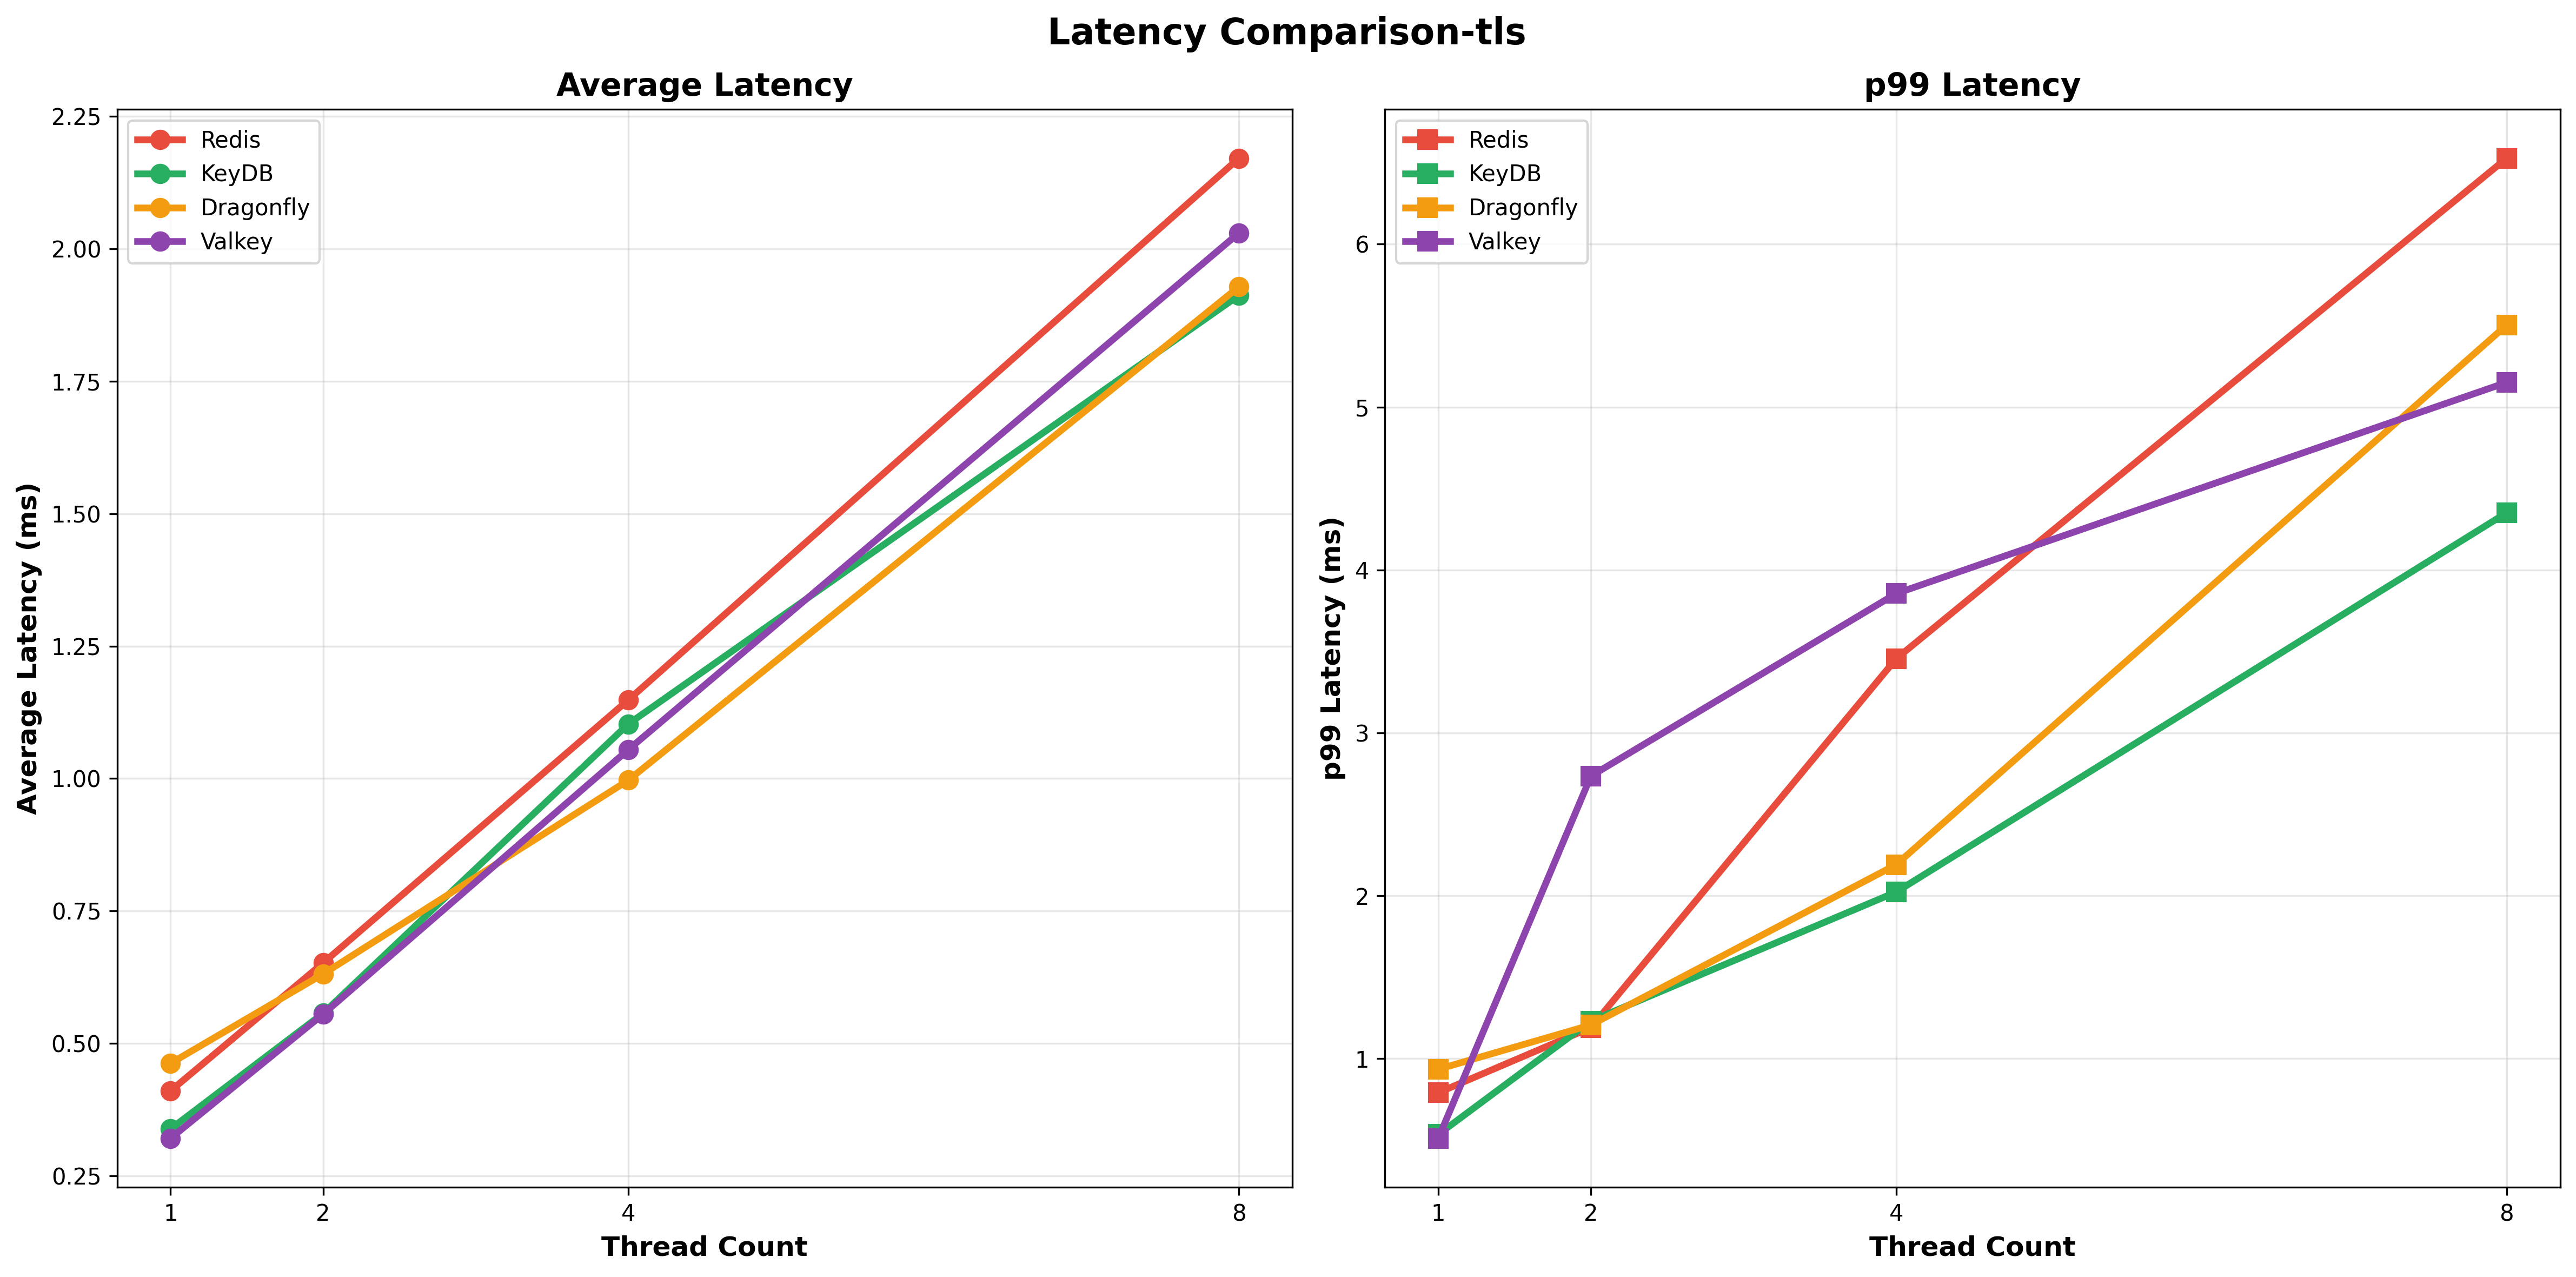 Latency Comparison-tls
Average Latency
Redis
KeyDB
Dragonfly
Valkey
2.25
2.00
1.75
1.50
1.25
1.00
0.75
0.50
0.25
Average Latency (ms)
1 2 4 8
Thread Count
p99 Latency
Redis
KeyDB
Dragonfly
Valkey
6
5
4
3
2
1
p99 Latency (ms)
1 2 4 8
Thread Count